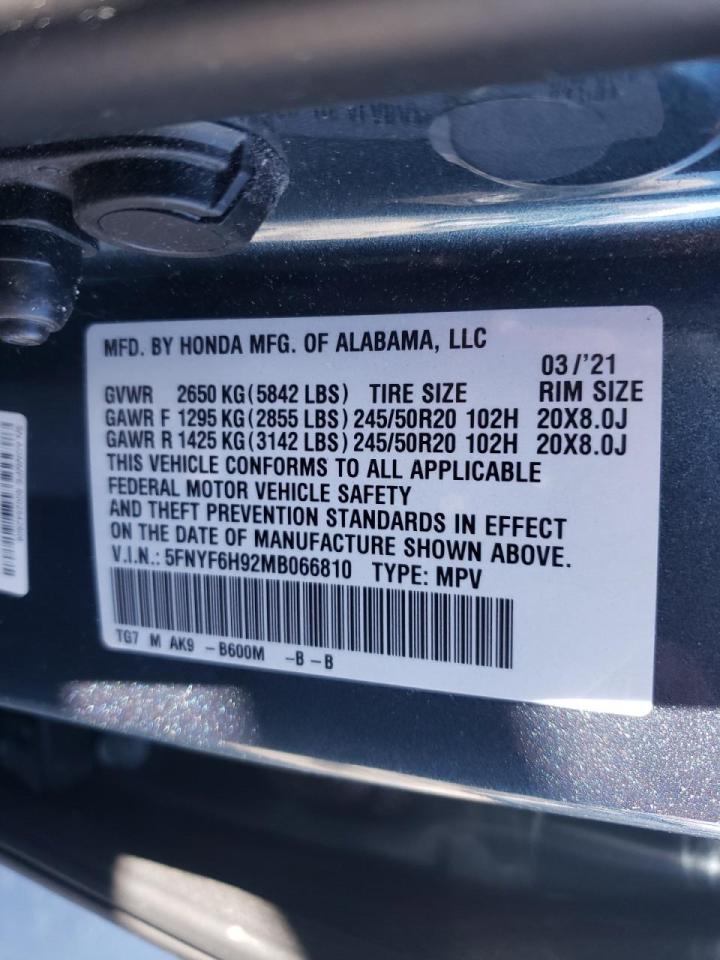 MFD. BY HONDA MFG. OF ALABAMA, LLC
03/'21
GVWR 2650 KG (5842 LBS) TIRE SIZE RIM SIZE
GAWR F 1295 KG (2855 LBS) 245/50R20 102H 20X8.0J
GAWR R 1425 KG (3142 LBS) 245/50R20 102H 20X8.0J
THIS VEHICLE CONFORMS TO ALL APPLICABLE
FEDERAL MOTOR VEHICLE SAFETY
AND THEFT PREVENTION STANDARDS IN EFFECT
ON THE DATE OF MANUFACTURE SHOWN ABOVE.
V.I.N.: 5FNYF6H92MB066810 TYPE: MPV
TG7 M AK9 -B600M -B-B